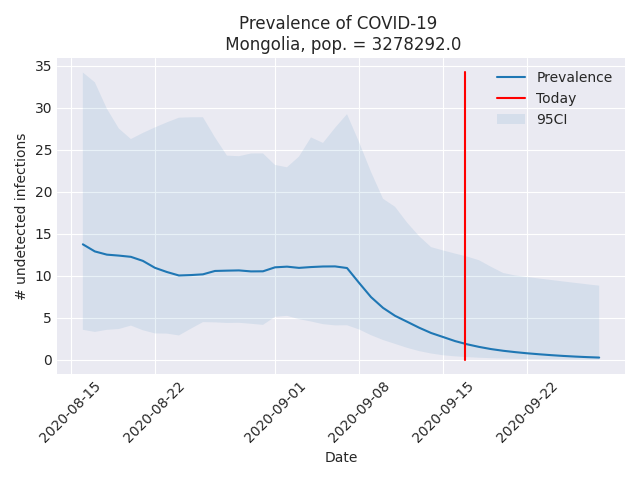 Prevalence of COVID-19
Mongolia, pop. = 3278292.0
35
30
25
20
15
10
5
0
# undetected infections
Prevalence
Today
95CI
2020-08-15
2020-08-22
2020-09-01
2020-09-08
2020-09-15
2020-09-22
Date